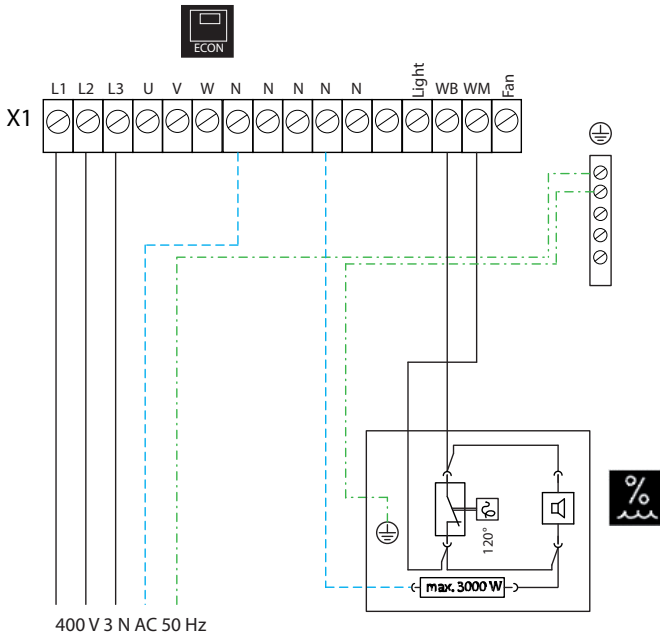 ECON
L1 L2 L3 U V W N N N N N Light WB WM Fan
X1
%
120°
max. 3000 W
400 V 3 N AC 50 Hz